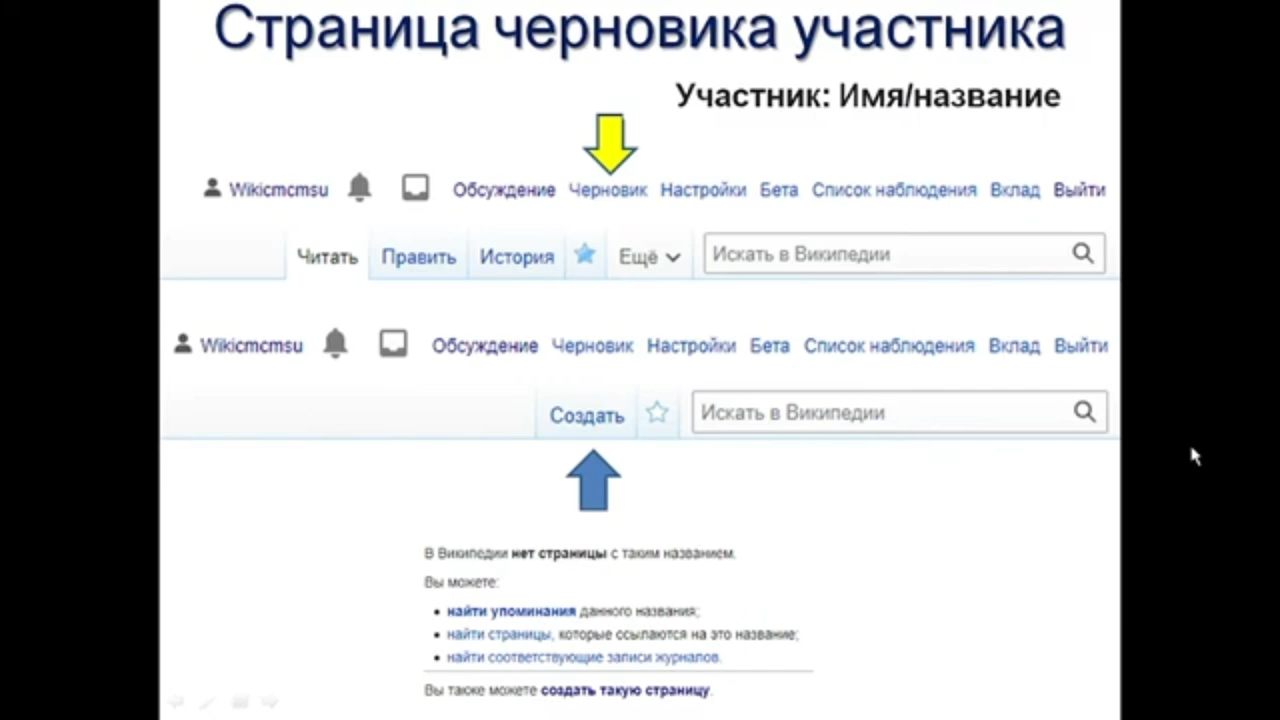 Страница черновика участника
Участник: Имя/название
Wikicmcmsu Обсуждение Черновик Настройки Бета Список наблюдения Вклад Выйти
Читать Править История Ещё Искать в Википедии
Wikicmcmsu Обсуждение Черновик Настройки Бета Список наблюдения Вклад Выйти
Создать Искать в Википедии
В Википедии нет страницы с таким названием.
Вы можете:
• найти упоминания данного названия;
• найти страницы, которые ссылаются на это название;
• найти соответствующие записи журналов.
Вы также можете создать такую страницу.